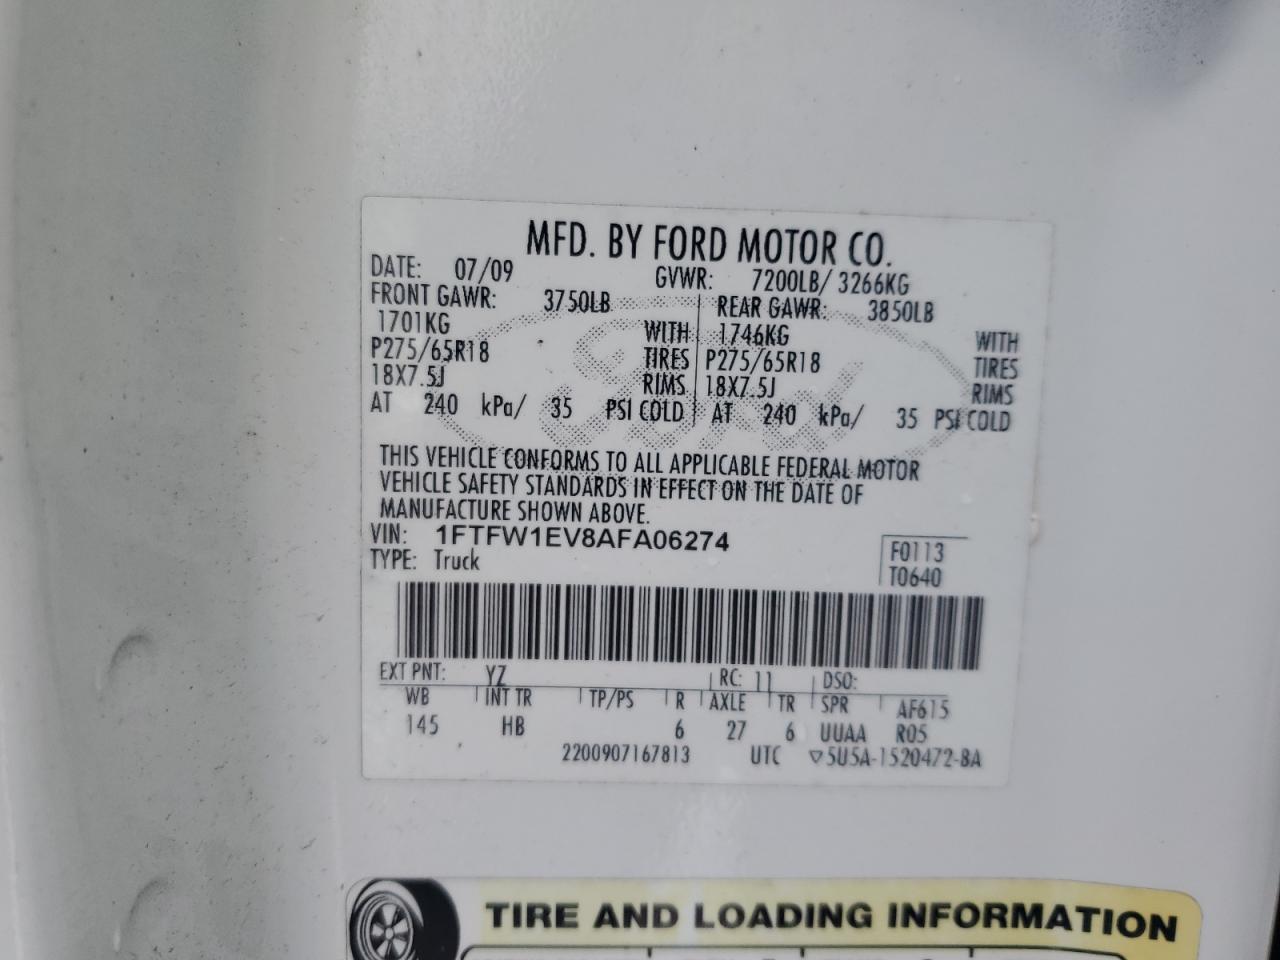 MFD. BY FORD MOTOR CO.
DATE: 07/09 GVWR: 7200LB/ 3266KG
FRONT GAWR: 3750LB REAR GAWR: 3850LB
1701KG WITH 1746KG WITH
P275/65R18 TIRES P275/65R18 TIRES
18X7.5J RIMS 18X7.5J RIMS
AT 240 kPa/ 35 PSI COLD AT 240 kPa/ 35 PSI COLD
Ford
THIS VEHICLE CONFORMS TO ALL APPLICABLE FEDERAL MOTOR
VEHICLE SAFETY STANDARDS IN EFFECT ON THE DATE OF
MANUFACTURE SHOWN ABOVE.
VIN: 1FTFW1EV8AFA06274
TYPE: Truck
F0113
T0640
EXT PNT: YZ RC: 11 DSO:
WB INT TR TP/PS R AXLE TR SPR AF615
145 HB 6 27 6 UUAA R05
2200907167813 UTC ▽5U5A-1520472-BA
TIRE AND LOADING INFORMATION